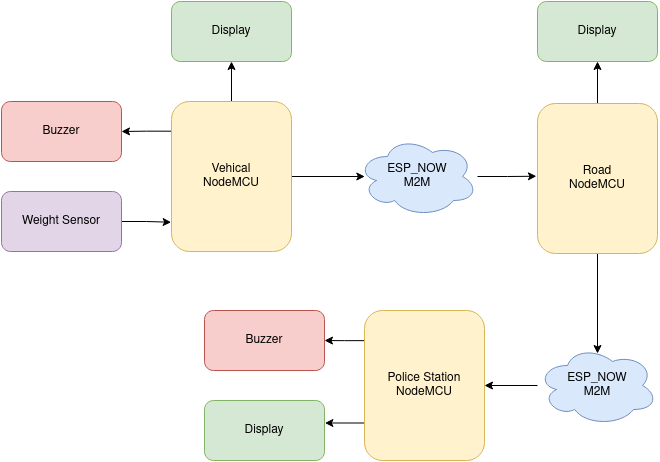 Display
Display
Buzzer
Vehical
NodeMCU
ESP_NOW
M2M
Road
NodeMCU
Weight Sensor
Buzzer
Police Station
NodeMCU
ESP_NOW
M2M
Display